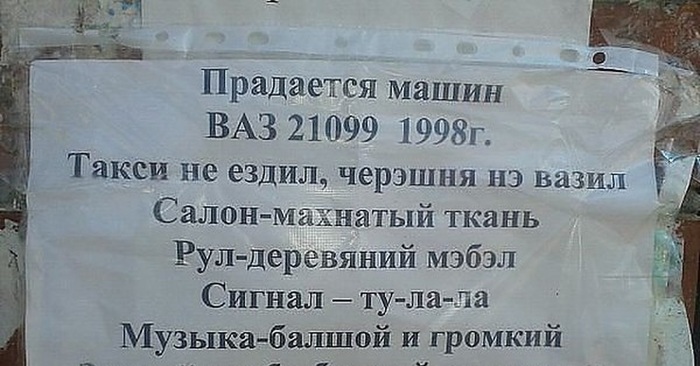 Прадается машин
ВАЗ 21099 1998г.
Такси не ездил, черэшня нэ вазил
Салон-махнатый ткань
Рул-деревяний мэбэл
Сигнал – ту-ла-ла
Музыка-балшой и громкий